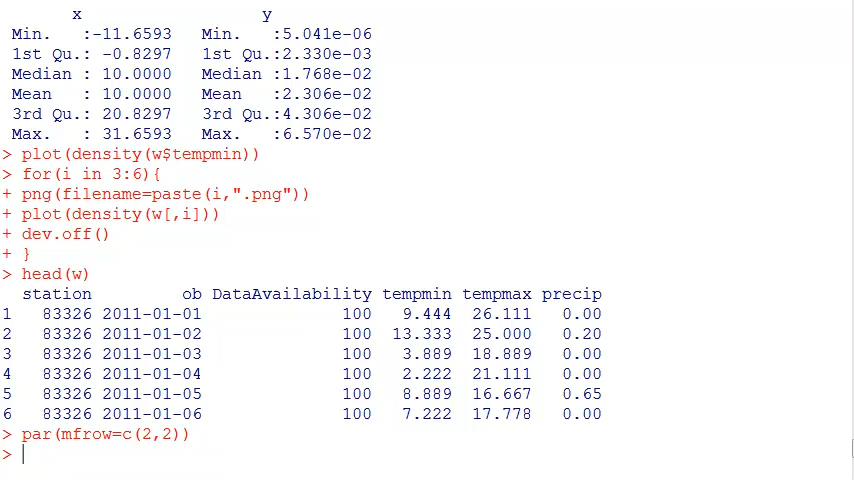 x y
Min. :-11.6593 Min. :5.041e-06
1st Qu.: -0.8297 1st Qu.:2.330e-03
Median : 10.0000 Median :1.768e-02
Mean : 10.0000 Mean :2.306e-02
3rd Qu.: 20.8297 3rd Qu.:4.306e-02
Max. : 31.6593 Max. :6.570e-02
> plot(density(w$tempmin))
> for(i in 3:6){
+ png(filename=paste(i,".png"))
+ plot(density(w[,i]))
+ dev.off()
+ }
> head(w)
station ob DataAvailability tempmin tempmax precip
1 83326 2011-01-01 100 9.444 26.111 0.00
2 83326 2011-01-02 100 13.333 25.000 0.20
3 83326 2011-01-03 100 3.889 18.889 0.00
4 83326 2011-01-04 100 2.222 21.111 0.00
5 83326 2011-01-05 100 8.889 16.667 0.65
6 83326 2011-01-06 100 7.222 17.778 0.00
> par(mfrow=c(2,2))
>